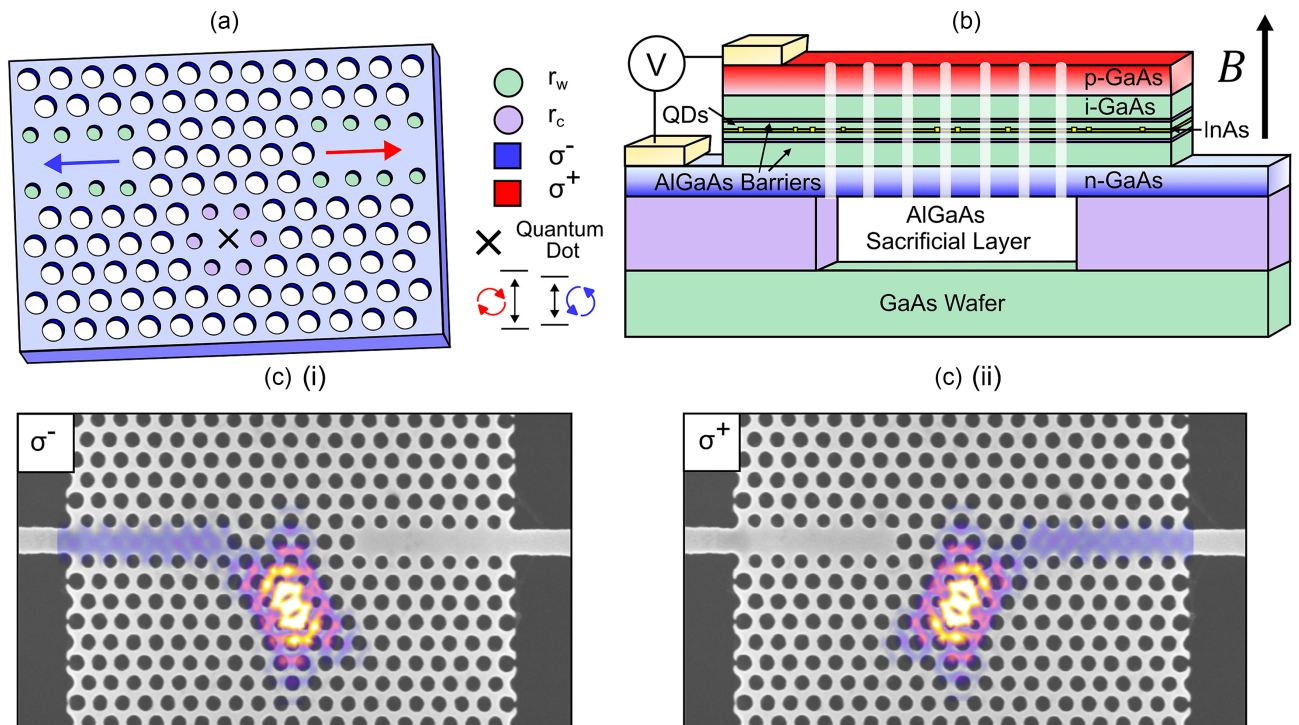 (a)
r_w
r_c
σ⁻
σ⁺
Quantum
Dot
(b)
V
B
p-GaAs
i-GaAs
QDs
InAs
AlGaAs Barriers
n-GaAs
AlGaAs
Sacrificial Layer
GaAs Wafer
(c) (i)
σ⁻
(c) (ii)
σ⁺